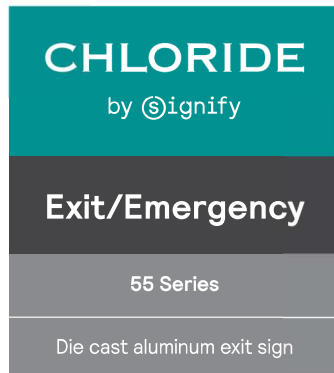 CHLORIDE
by Signify
Exit/Emergency
55 Series
Die cast aluminum exit sign